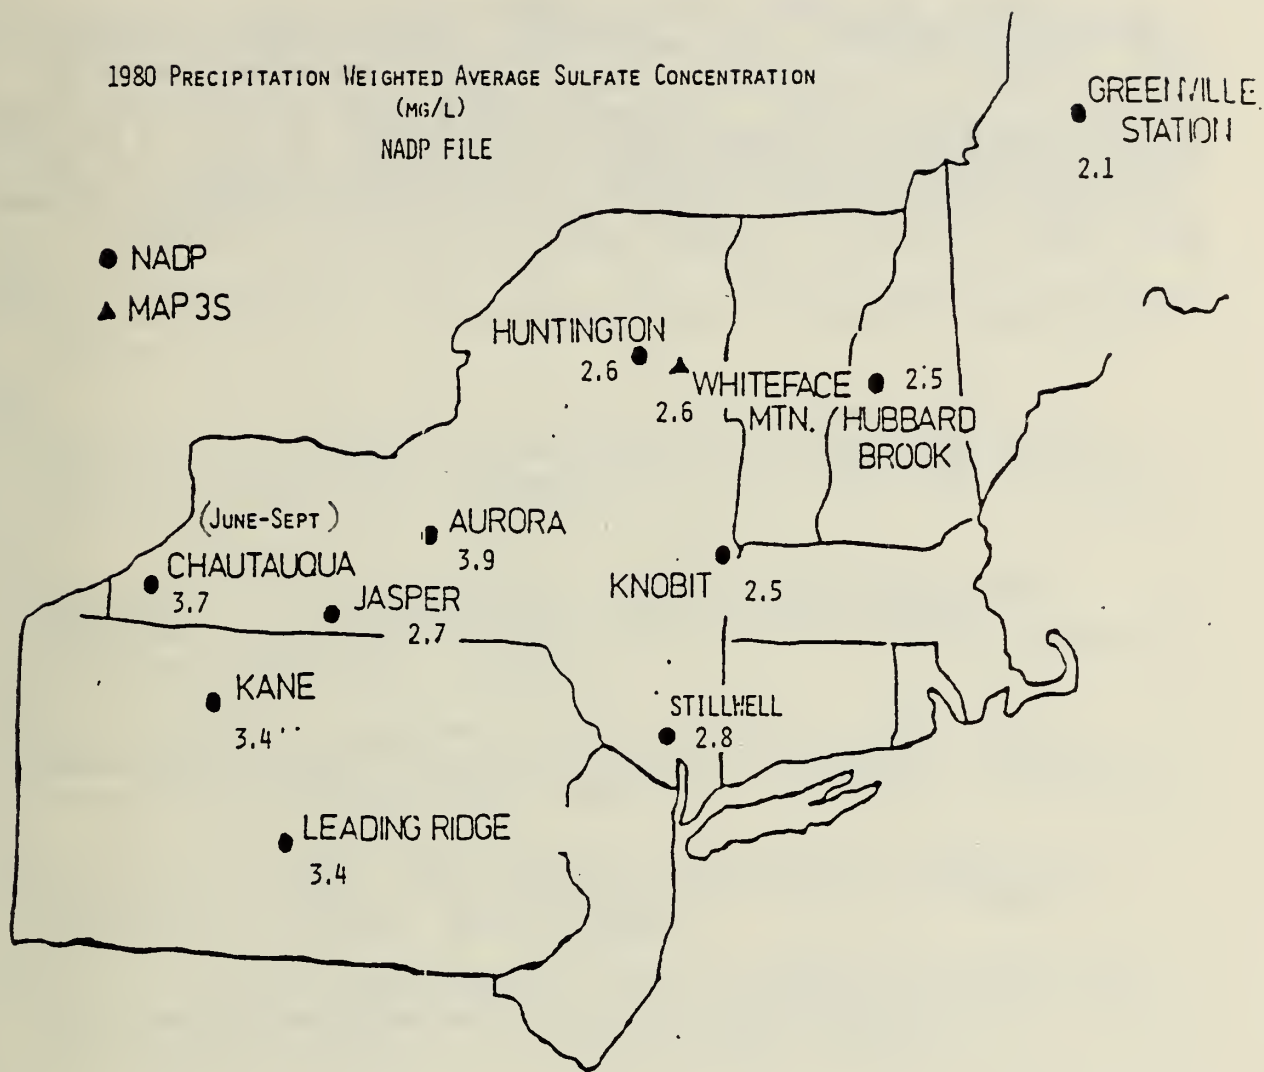 1980 PRECIPITATION WEIGHTED AVERAGE SULFATE CONCENTRATION
(MG/L)
NADP FILE
GREENVILLE
STATION
2.1
NADP
MAP 3S
HUNTINGTON
2.6
WHITEFACE
MTN.
2.6
2.5
HUBBARD
BROOK
(JUNE-SEPT)
CHAUTAUQUA
3.7
AURORA
3.9
JASPER
2.7
KNOBIT 2.5
KANE
3.4
STILLWELL
2.8
LEADING RIDGE
3.4